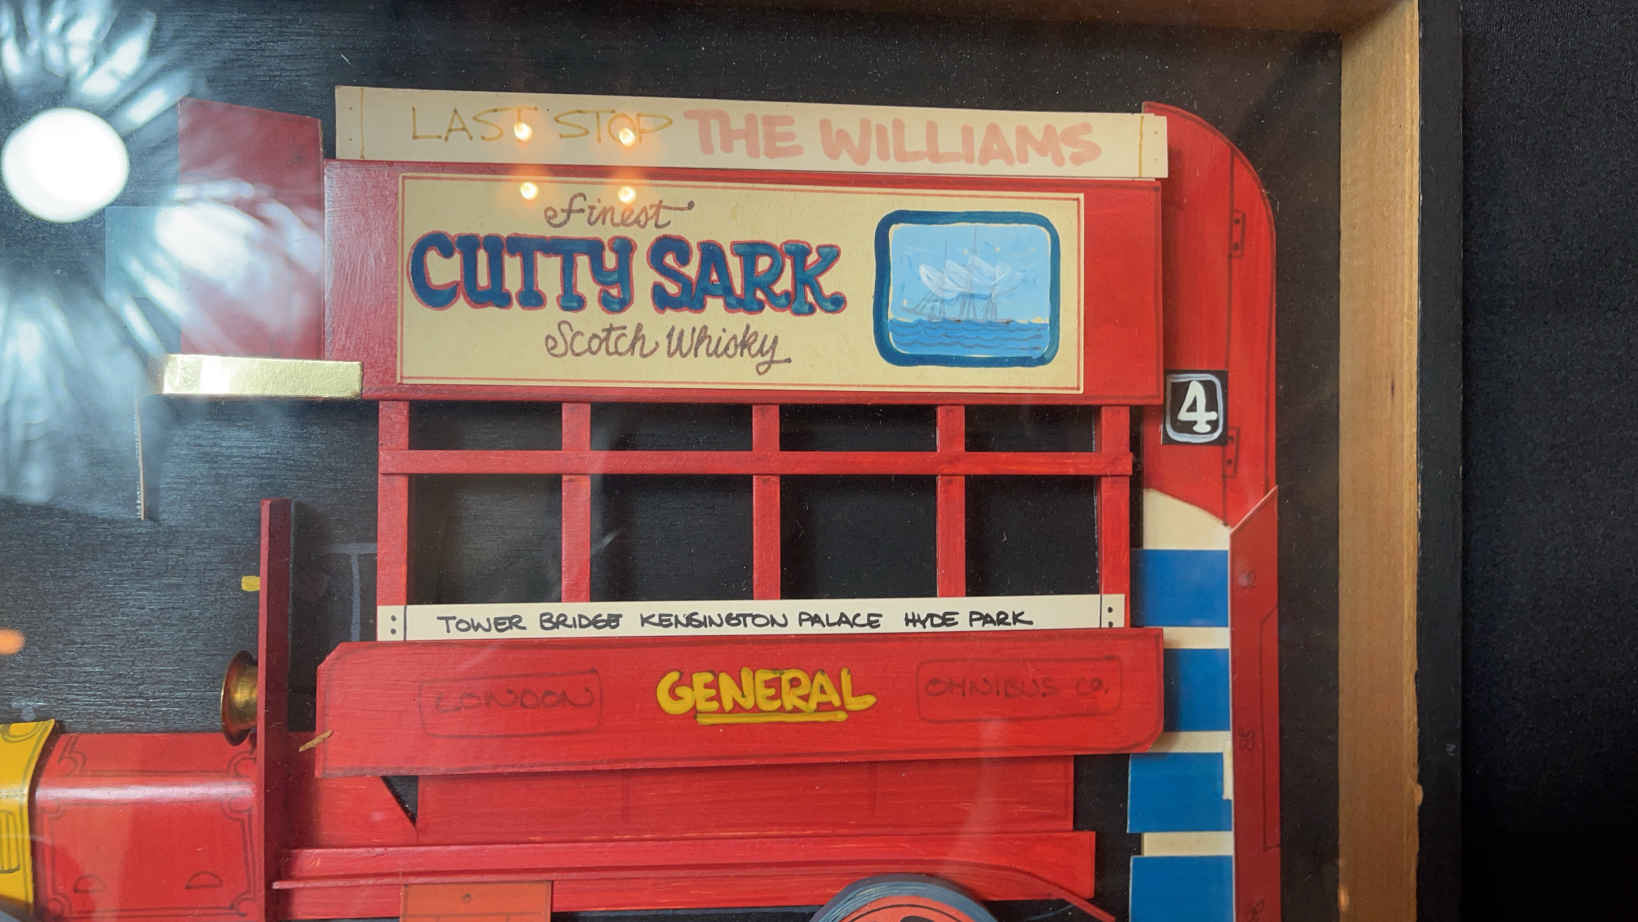 LAST STOP THE WILLIAMS
Finest
CUTTY SARK
Scotch Whisky
4
TOWER BRIDGE KENSINGTON PALACE HYDE PARK
LONDON GENERAL OMNIBUS CO.